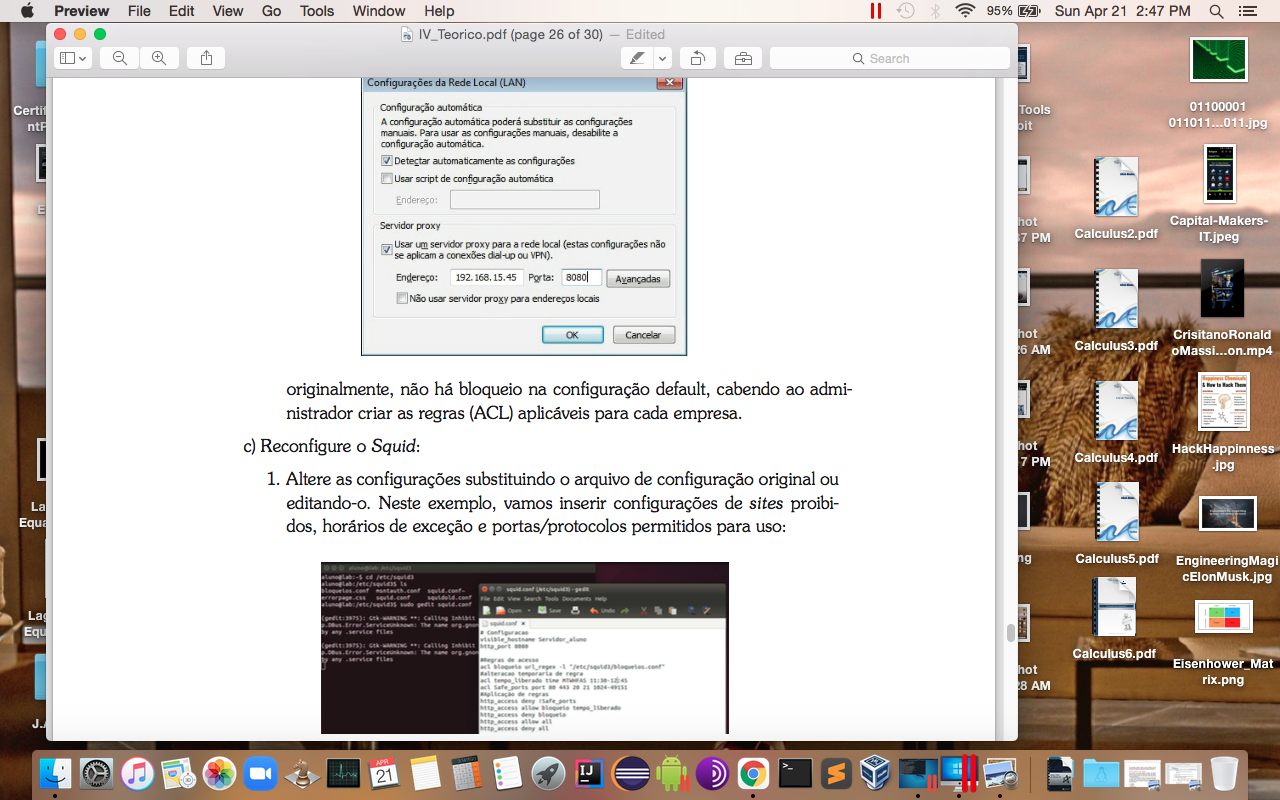 Preview File Edit View Go Tools Window Help 95% Sun Apr 21 2:47 PM
IV_Teorico.pdf (page 26 of 30) — Edited
Search
Configurações da Rede Local (LAN)
Configuração automática
A configuração automática poderá substituir as configurações
manuais. Para usar as configurações manuais, desabilite a
configuração automática.
Detectar automaticamente as configurações
Usar script de configuração automática
Endereço:
Servidor proxy
Usar um servidor proxy para a rede local (estas configurações não
se aplicam a conexões dial-up ou VPN).
Endereço: 192.168.15.45 Porta: 8080 Avançadas
Não usar servidor proxy para endereços locais
OK Cancelar
originalmente, não há bloqueio na configuração default, cabendo ao admi-
nistrador criar as regras (ACL) aplicáveis para cada empresa.
c) Reconfigure o Squid:
1. Altere as configurações substituindo o arquivo de configuração original ou
editando-o. Neste exemplo, vamos inserir configurações de sites proibi-
dos, horários de exceção e portas/protocolos permitidos para uso:
aluno@lab: /etc/squid3
aluno@lab:~$ cd /etc/squid3
aluno@lab:/etc/squid3$ ls
bloqueios.conf msntauth.conf squid.conf~
errorpage.css squid.conf squidold.conf
aluno@lab:/etc/squid3$ sudo gedit squid.conf
(gedit:3975): Gtk-WARNING **: Calling Inhibit
p.DBus.Error.ServiceUnknown: The name org.gnom
by any .service files
(gedit:3975): Gtk-WARNING **: Calling Inhibit
p.DBus.Error.ServiceUnknown: The name org.gnom
by any .service files
squid.conf (/etc/squid3) - gedit
File Edit View Search Tools Documents Help
Open Save Undo
squid.conf
# Configuracao
visible_hostname Servidor_aluno
http_port 8080
#Regras de acesso
acl bloqueio url_regex -i "/etc/squid3/bloqueios.conf"
#alteracao temporaria de regra
acl tempo_liberado time MTWHFAS 11:30-12:45
acl Safe_ports port 80 443 20 21 1024-49151
#Aplicação de regras
http_access deny !Safe_ports
http_access allow bloqueio tempo_liberado
http_access deny bloqueio
http_access allow all
http_access deny all
01100001
011011...011.jpg
Calculus2.pdf
Capital-Makers-
IT.jpeg
Calculus3.pdf
CrisitanoRonald
oMassi...on.mp4
Calculus4.pdf
HackHappinness
.jpg
Calculus5.pdf
EngineeringMagi
cElonMusk.jpg
Calculus6.pdf
Eisenhower_Mat
rix.png
APR
21